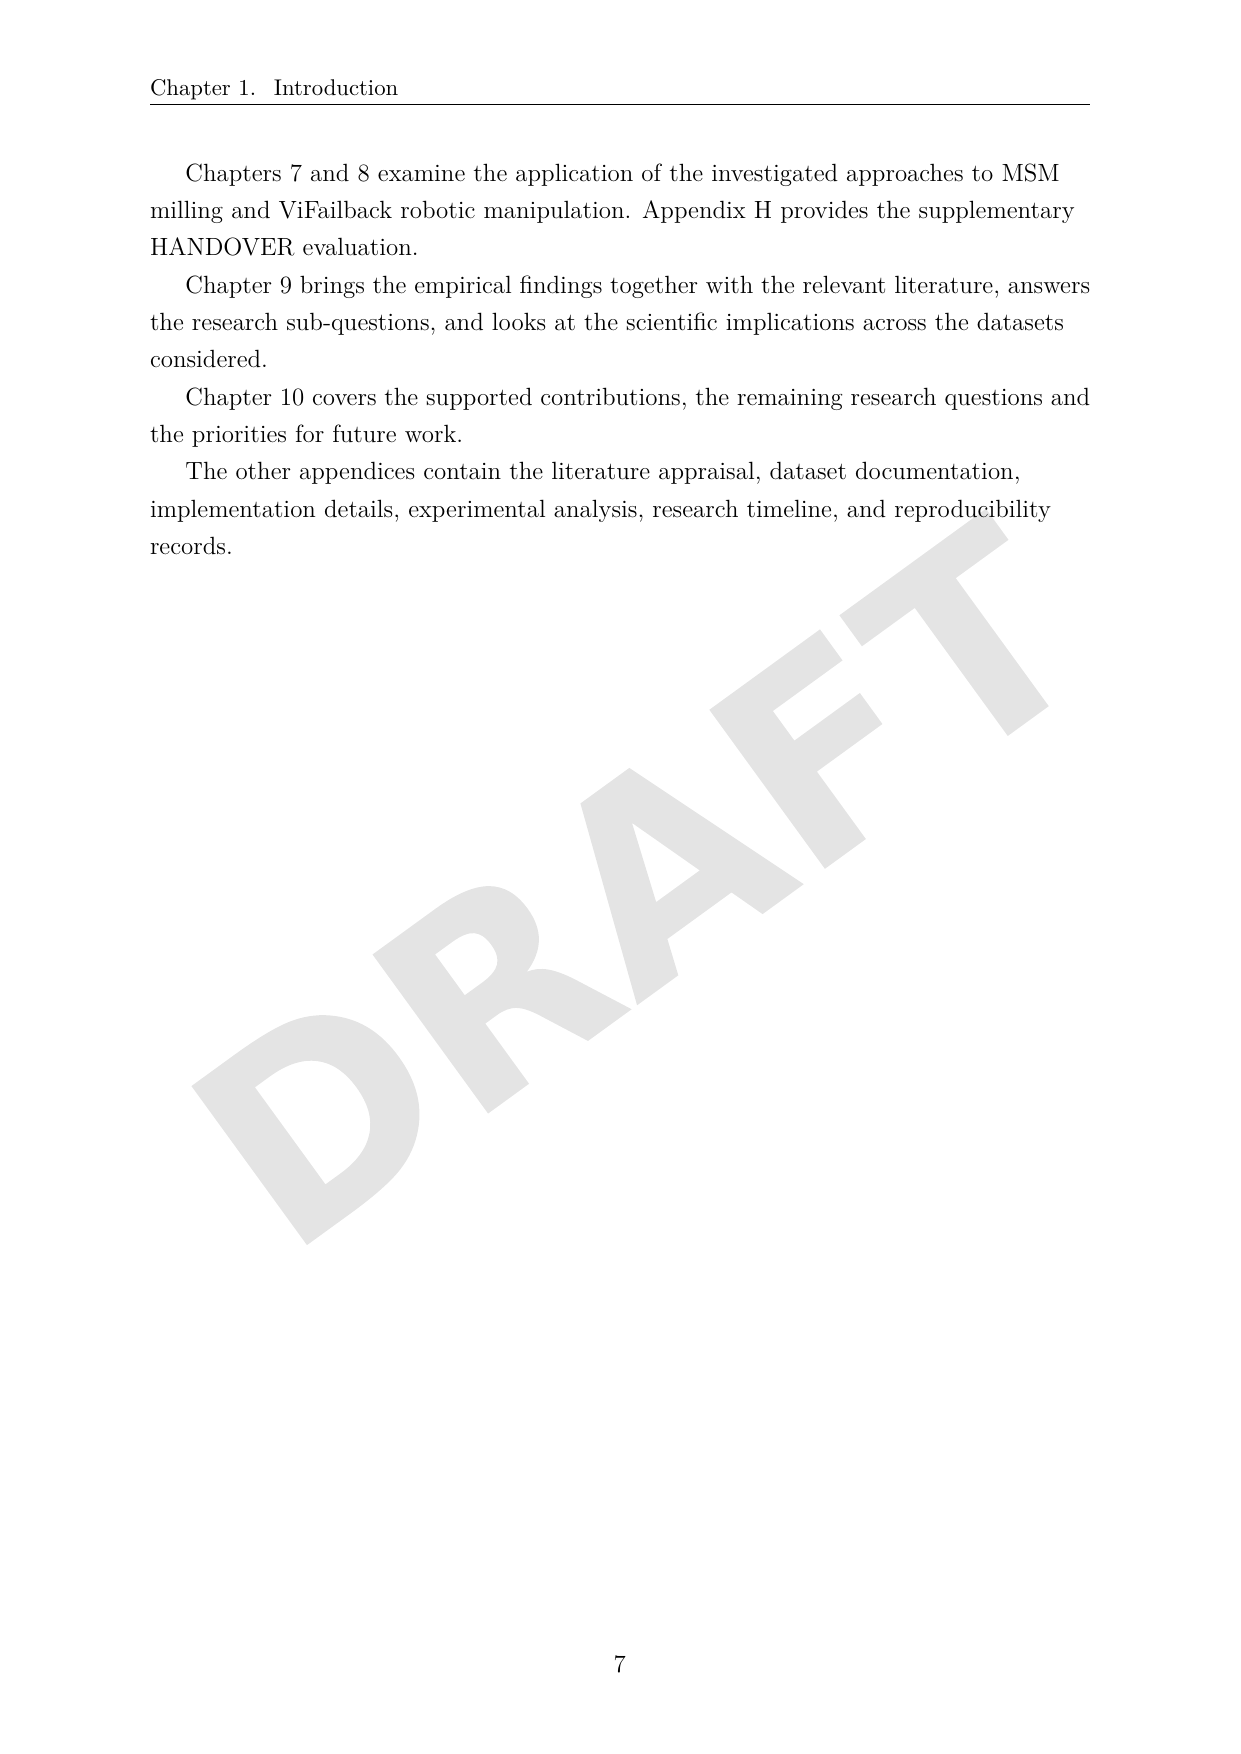 Chapter 1. Introduction
Chapters 7 and 8 examine the application of the investigated approaches to MSM
milling and ViFailback robotic manipulation. Appendix H provides the supplementary
HANDOVER evaluation.
Chapter 9 brings the empirical findings together with the relevant literature, answers
the research sub-questions, and looks at the scientific implications across the datasets
considered.
Chapter 10 covers the supported contributions, the remaining research questions and
the priorities for future work.
The other appendices contain the literature appraisal, dataset documentation,
implementation details, experimental analysis, research timeline, and reproducibility
records.
DRAFT
7